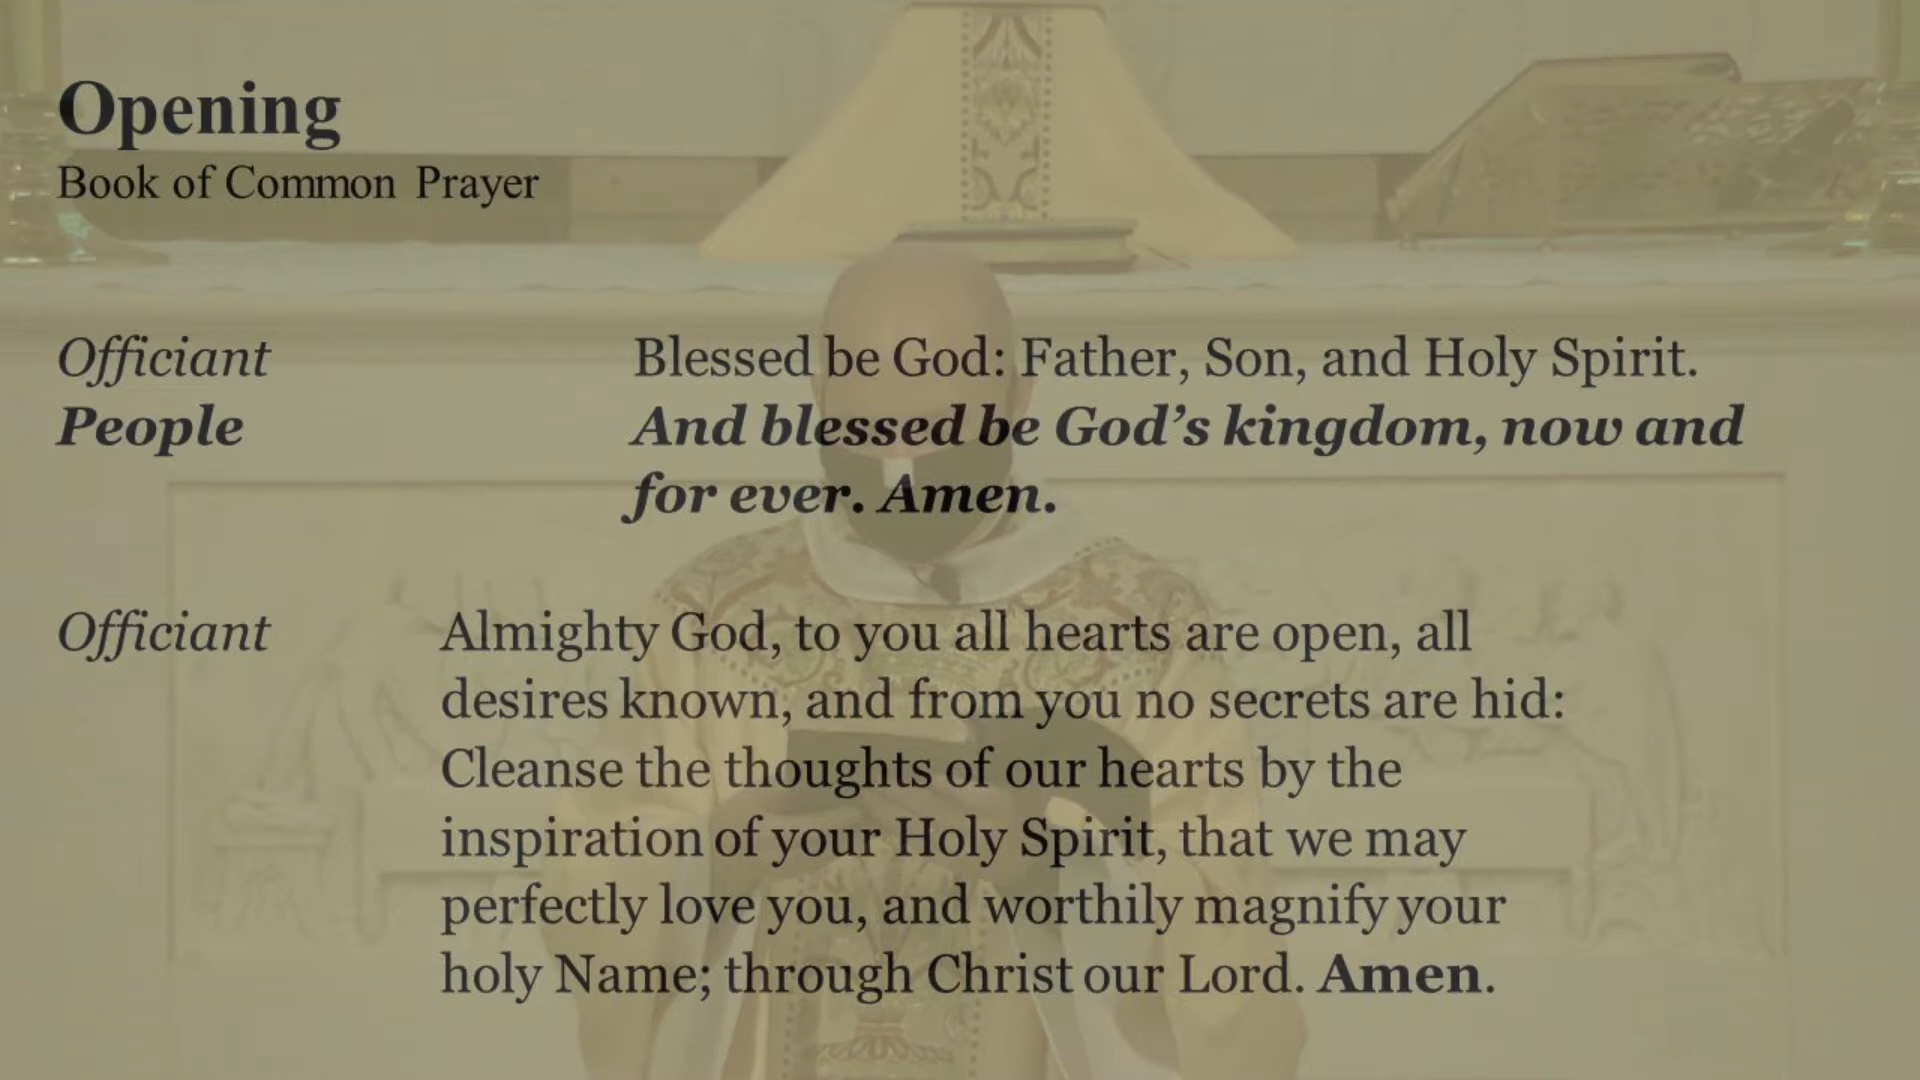 Opening
Book of Common Prayer
Officiant Blessed be God: Father, Son, and Holy Spirit.
People And blessed be God’s kingdom, now and
for ever. Amen.
Officiant Almighty God, to you all hearts are open, all
desires known, and from you no secrets are hid:
Cleanse the thoughts of our hearts by the
inspiration of your Holy Spirit, that we may
perfectly love you, and worthily magnify your
holy Name; through Christ our Lord. Amen.